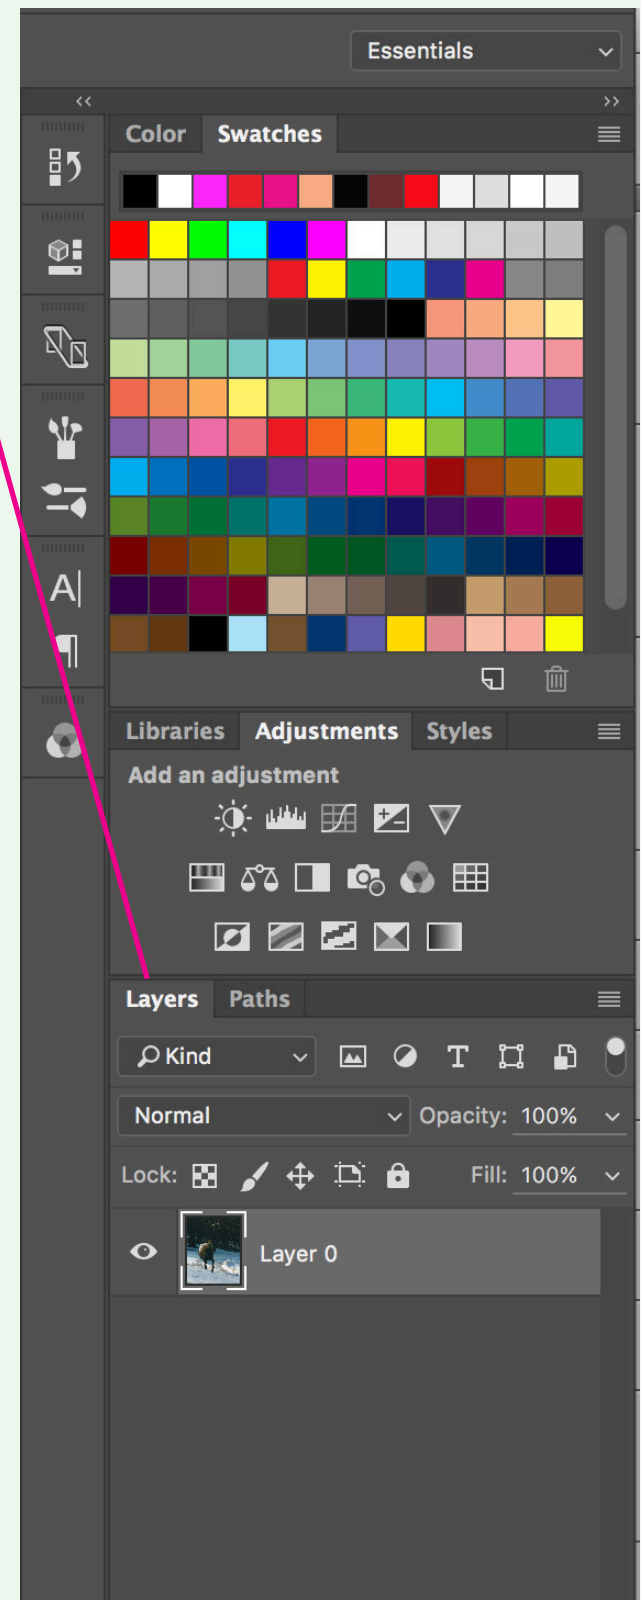 Essentials
Color Swatches
Libraries Adjustments Styles
Add an adjustment
Layers Paths
Kind
Normal Opacity: 100%
Lock: Fill: 100%
Layer 0